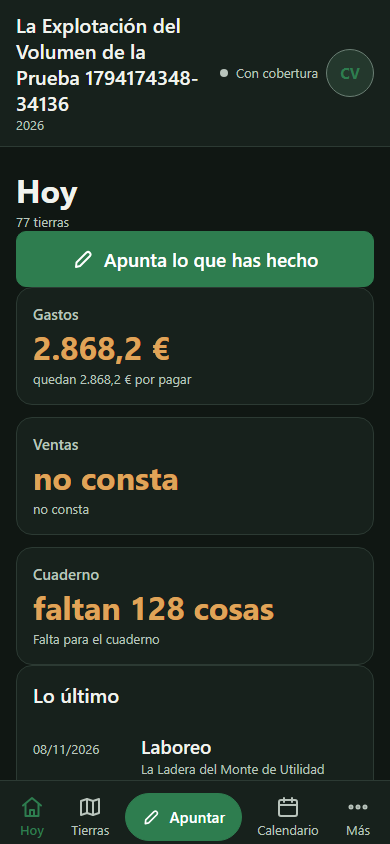 La Explotación del
Volumen de la
Prueba 1794174348-
34136
2026
Con cobertura
CV
Hoy
77 tierras
Apunta lo que has hecho
Gastos
2.868,2 €
quedan 2.868,2 € por pagar
Ventas
no consta
no consta
Cuaderno
faltan 128 cosas
Falta para el cuaderno
Lo último
08/11/2026
Laboreo
La Ladera del Monte de Utilidad
Hoy
Tierras
Apuntar
Calendario
Más